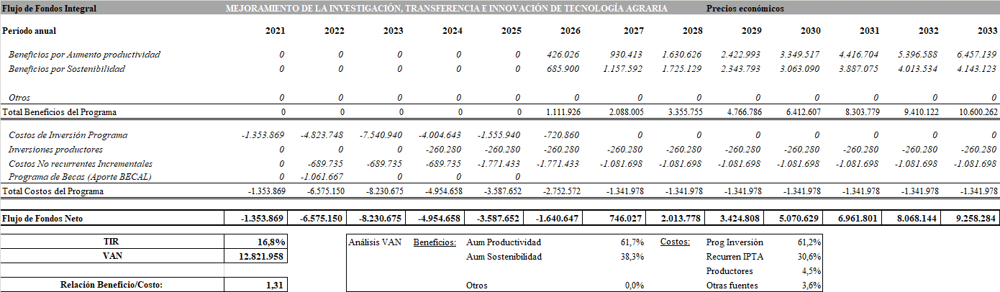 Flujo de Fondos Integral MEJORAMIENTO DE LA INVESTIGACIÓN, TRANSFERENCIA E INNOVACIÓN DE TECNOLOGÍA AGRARIA Precios económicos
Período anual 2021 2022 2023 2024 2025 2026 2027 2028 2029 2030 2031 2032 2033
Beneficios por Aumento productividad 0 0 0 0 0 426.026 930.413 1.630.626 2.422.993 3.349.517 4.416.704 5.396.588 6.457.139
Beneficios por Sostenibilidad 0 0 0 0 0 685.900 1.157.592 1.725.129 2.343.793 3.063.090 3.887.075 4.013.534 4.143.123
Otros 0 0 0 0 0 0 0 0 0 0 0 0 0
Total Beneficios del Programa 0 0 0 0 0 1.111.926 2.088.005 3.355.755 4.766.786 6.412.607 8.303.779 9.410.122 10.600.262
Costos de Inversión Programa -1.353.869 -4.823.748 -7.540.940 -4.004.643 -1.555.940 -720.860 0 0 0 0 0 0 0
Inversiones productores 0 0 0 -260.280 -260.280 -260.280 -260.280 -260.280 -260.280 -260.280 -260.280 -260.280 -260.280
Costos No recurrentes Incrementales 0 -689.735 -689.735 -689.735 -1.771.433 -1.771.433 -1.081.698 -1.081.698 -1.081.698 -1.081.698 -1.081.698 -1.081.698 -1.081.698
Programa de Becas (Aporte BECAL) 0 -1.061.667 0 0 0
Total Costos del Programa -1.353.869 -6.575.150 -8.230.675 -4.954.658 -3.587.652 -2.752.572 -1.341.978 -1.341.978 -1.341.978 -1.341.978 -1.341.978 -1.341.978 -1.341.978
Flujo de Fondos Neto -1.353.869 -6.575.150 -8.230.675 -4.954.658 -3.587.652 -1.640.647 746.027 2.013.778 3.424.808 5.070.629 6.961.801 8.068.144 9.258.284
TIR 16,8% Análisis VAN Beneficios: Aum Productividad 61,7% Costos: Prog Inversión 61,2%
VAN 12.821.958 Aum Sostenibilidad 38,3% Recurren IPTA 30,6%
Productores 4,5%
Relación Beneficio/Costo: 1,31 Otros 0,0% Otras fuentes 3,6%